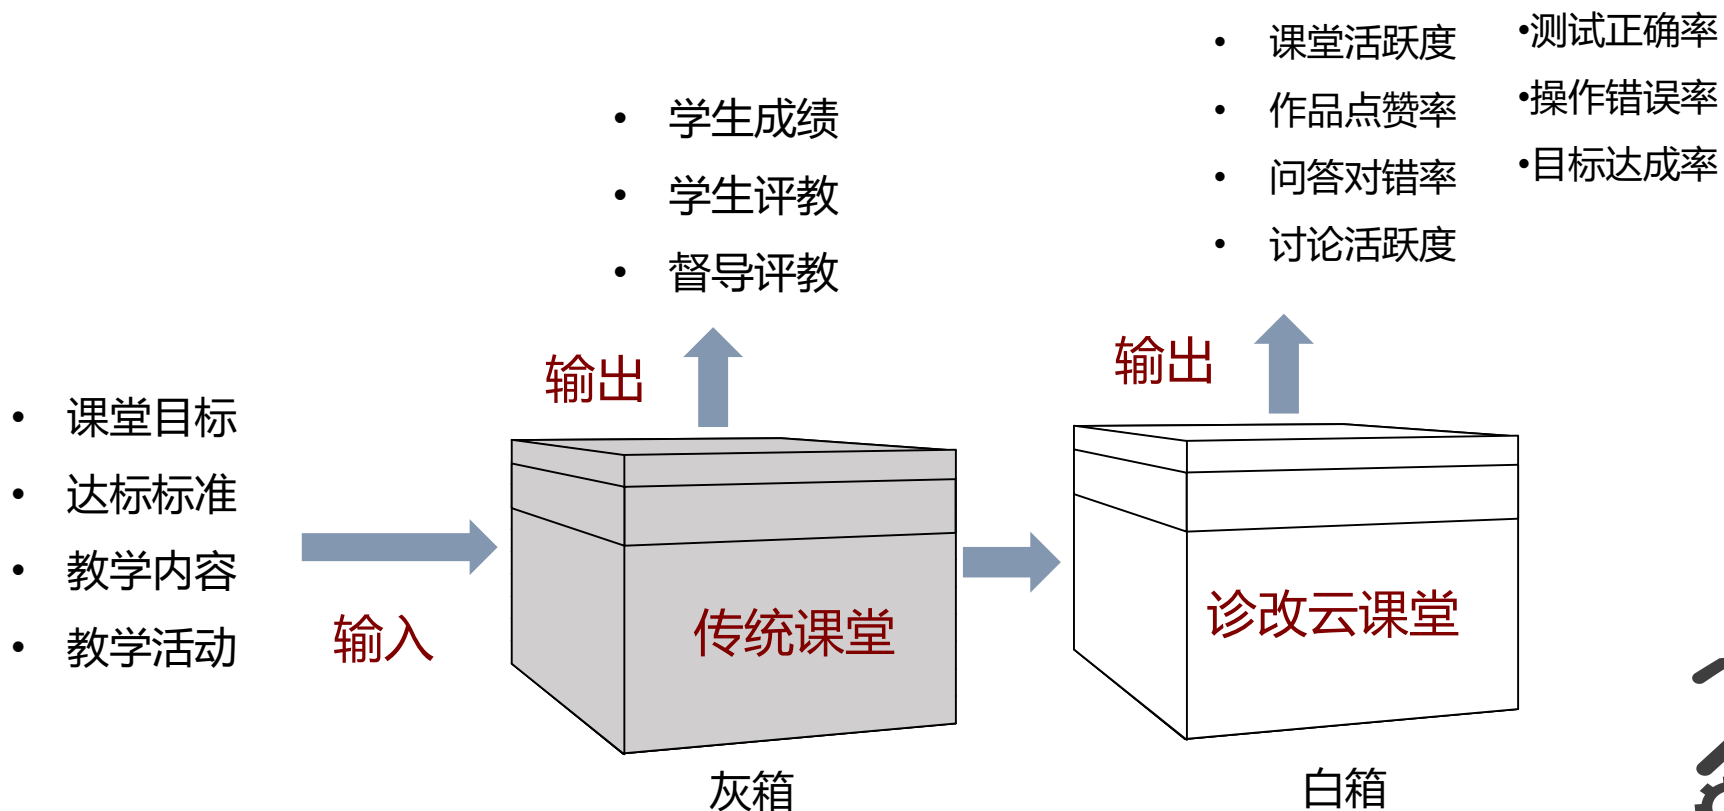 • 课堂活跃度
• 作品点赞率
• 问答对错率
• 讨论活跃度
•测试正确率
•操作错误率
•目标达成率
• 学生成绩
• 学生评教
• 督导评教
输出
输出
• 课堂目标
• 达标标准
• 教学内容
• 教学活动
输入
传统课堂
诊改云课堂
灰箱
白箱